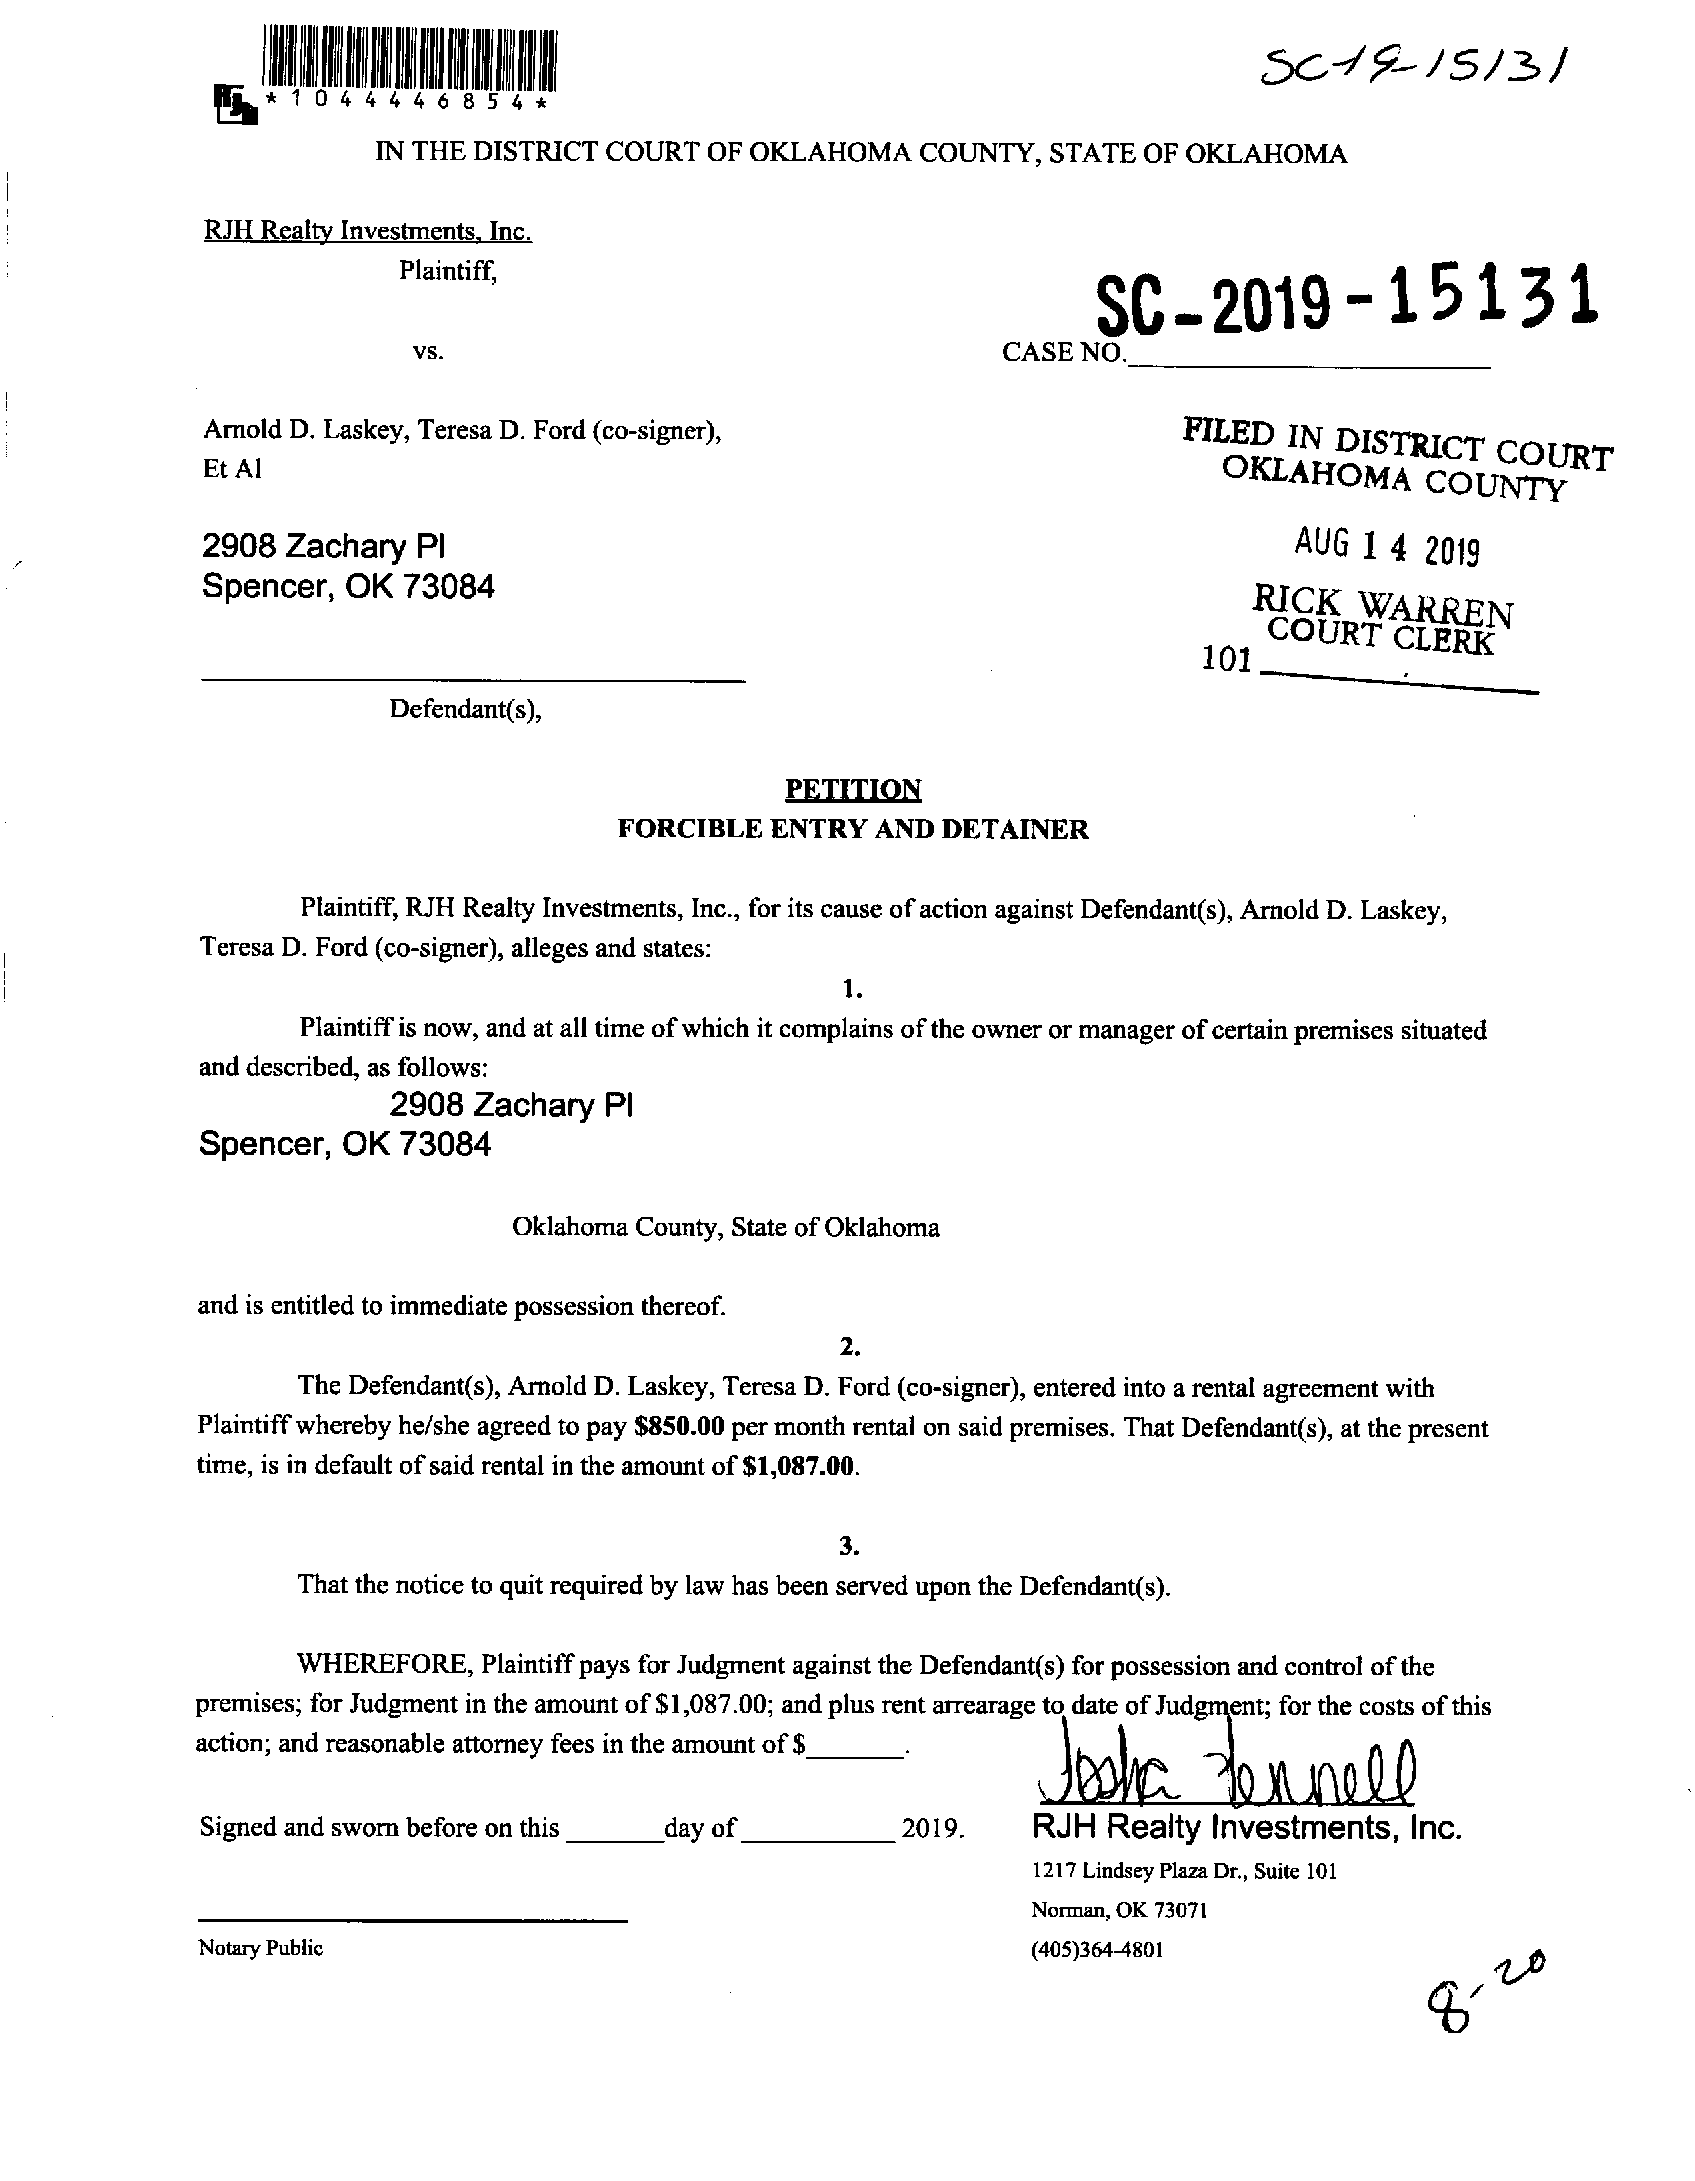 SC-19-15131
*1044446854*
IN THE DISTRICT COURT OF OKLAHOMA COUNTY, STATE OF OKLAHOMA
RJH Realty Investments, Inc.
Plaintiff,
SC-2019-15131
vs.
CASE NO.
Arnold D. Laskey, Teresa D. Ford (co-signer),
Et Al
FILED IN DISTRICT COURT
OKLAHOMA COUNTY
2908 Zachary Pl
Spencer, OK 73084
AUG 14 2019
RICK WARREN
COURT CLERK
101
Defendant(s),
PETITION
FORCIBLE ENTRY AND DETAINER
Plaintiff, RJH Realty Investments, Inc., for its cause of action against Defendant(s), Arnold D. Laskey,
Teresa D. Ford (co-signer), alleges and states:
1.
Plaintiff is now, and at all time of which it complains of the owner or manager of certain premises situated
and described, as follows:
2908 Zachary Pl
Spencer, OK 73084
Oklahoma County, State of Oklahoma
and is entitled to immediate possession thereof.
2.
The Defendant(s), Arnold D. Laskey, Teresa D. Ford (co-signer), entered into a rental agreement with
Plaintiff whereby he/she agreed to pay $850.00 per month rental on said premises. That Defendant(s), at the present
time, is in default of said rental in the amount of $1,087.00.
3.
That the notice to quit required by law has been served upon the Defendant(s).
WHEREFORE, Plaintiff pays for Judgment against the Defendant(s) for possession and control of the
premises; for Judgment in the amount of $1,087.00; and plus rent arrearage to date of Judgment; for the costs of this
action; and reasonable attorney fees in the amount of $_______.
Signed and sworn before on this _______day of___________2019.
RJH Realty Investments, Inc.
1217 Lindsey Plaza Dr., Suite 101
Norman, OK 73071
Notary Public
(405)364-4801
8-20